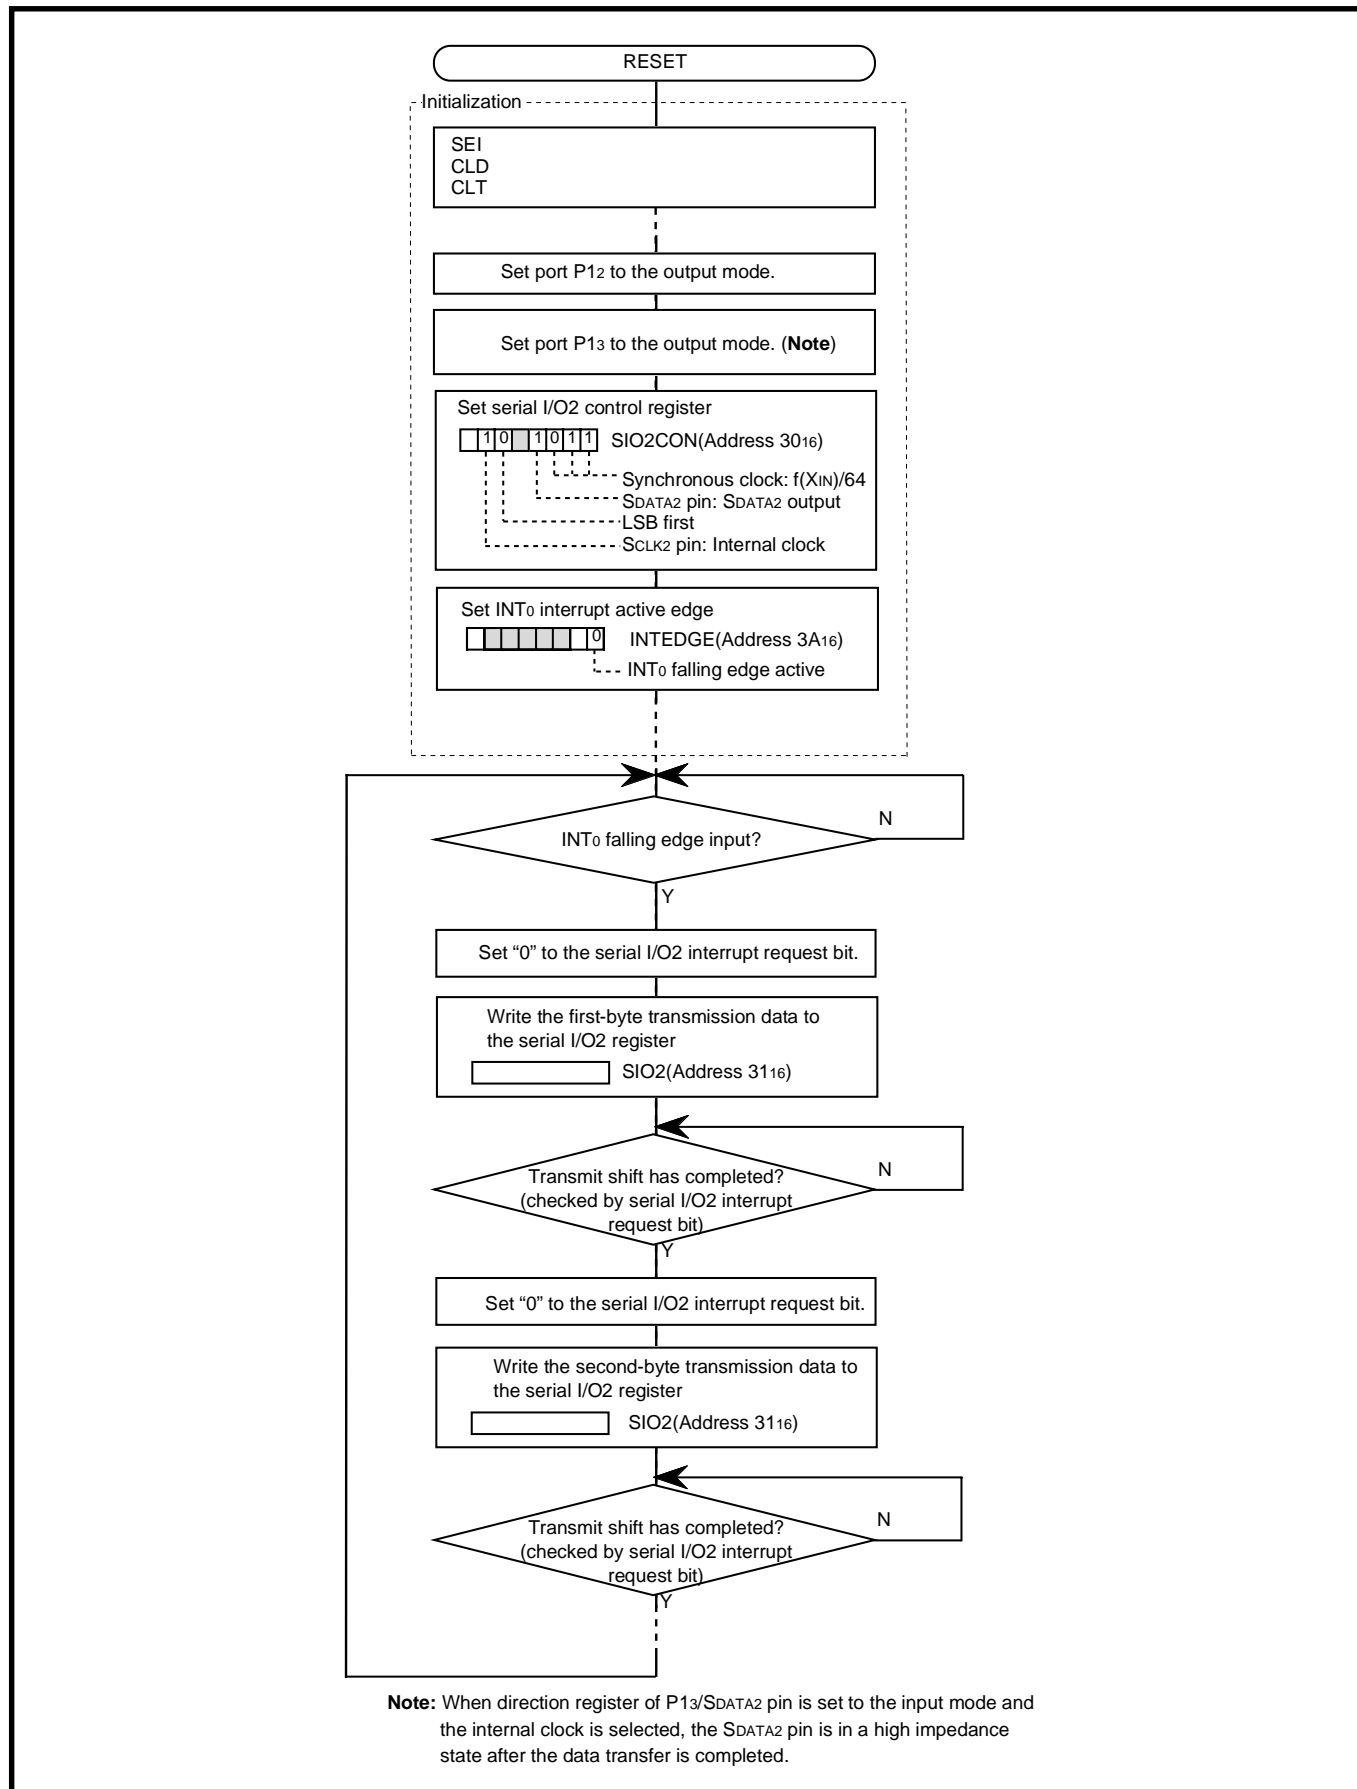 RESET
Initialization
SEI
CLD
CLT
Set port P12 to the output mode.
Set port P13 to the output mode. (Note)
Set serial I/O2 control register
1 0 1 0 1 1 SIO2CON(Address 3016)
Synchronous clock: f(XIN)/64
SDATA2 pin: SDATA2 output
LSB first
SCLK2 pin: Internal clock
Set INT0 interrupt active edge
0 INTEDGE(Address 3A16)
INT0 falling edge active
INT0 falling edge input?
N
Y
Set “0” to the serial I/O2 interrupt request bit.
Write the first-byte transmission data to
the serial I/O2 register
SIO2(Address 3116)
Transmit shift has completed?
(checked by serial I/O2 interrupt
request bit)
N
Y
Set “0” to the serial I/O2 interrupt request bit.
Write the second-byte transmission data to
the serial I/O2 register
SIO2(Address 3116)
Transmit shift has completed?
(checked by serial I/O2 interrupt
request bit)
N
Y
Note: When direction register of P13/SDATA2 pin is set to the input mode and
the internal clock is selected, the SDATA2 pin is in a high impedance
state after the data transfer is completed.